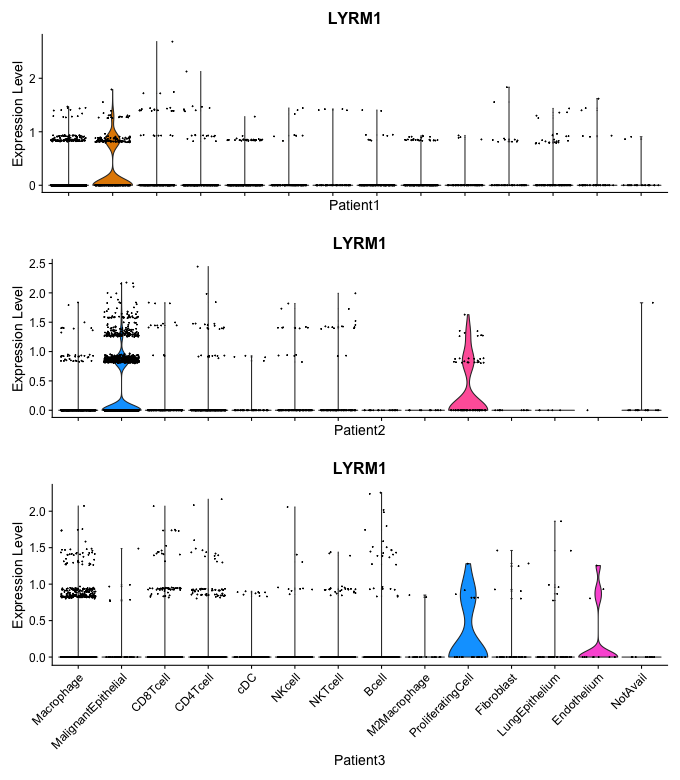 LYRM1
Expression Level
2
1
0
Patient1
LYRM1
Expression Level
2.5
2.0
1.5
1.0
0.5
0.0
Patient2
LYRM1
Expression Level
2.0
1.5
1.0
0.5
0.0
Macrophage
MalignantEpithelial
CD8Tcell
CD4Tcell
cDC
NKcell
NKTcell
Bcell
M2Macrophage
ProliferatingCell
Fibroblast
LungEpithelium
Endothelium
NotAvail
Patient3